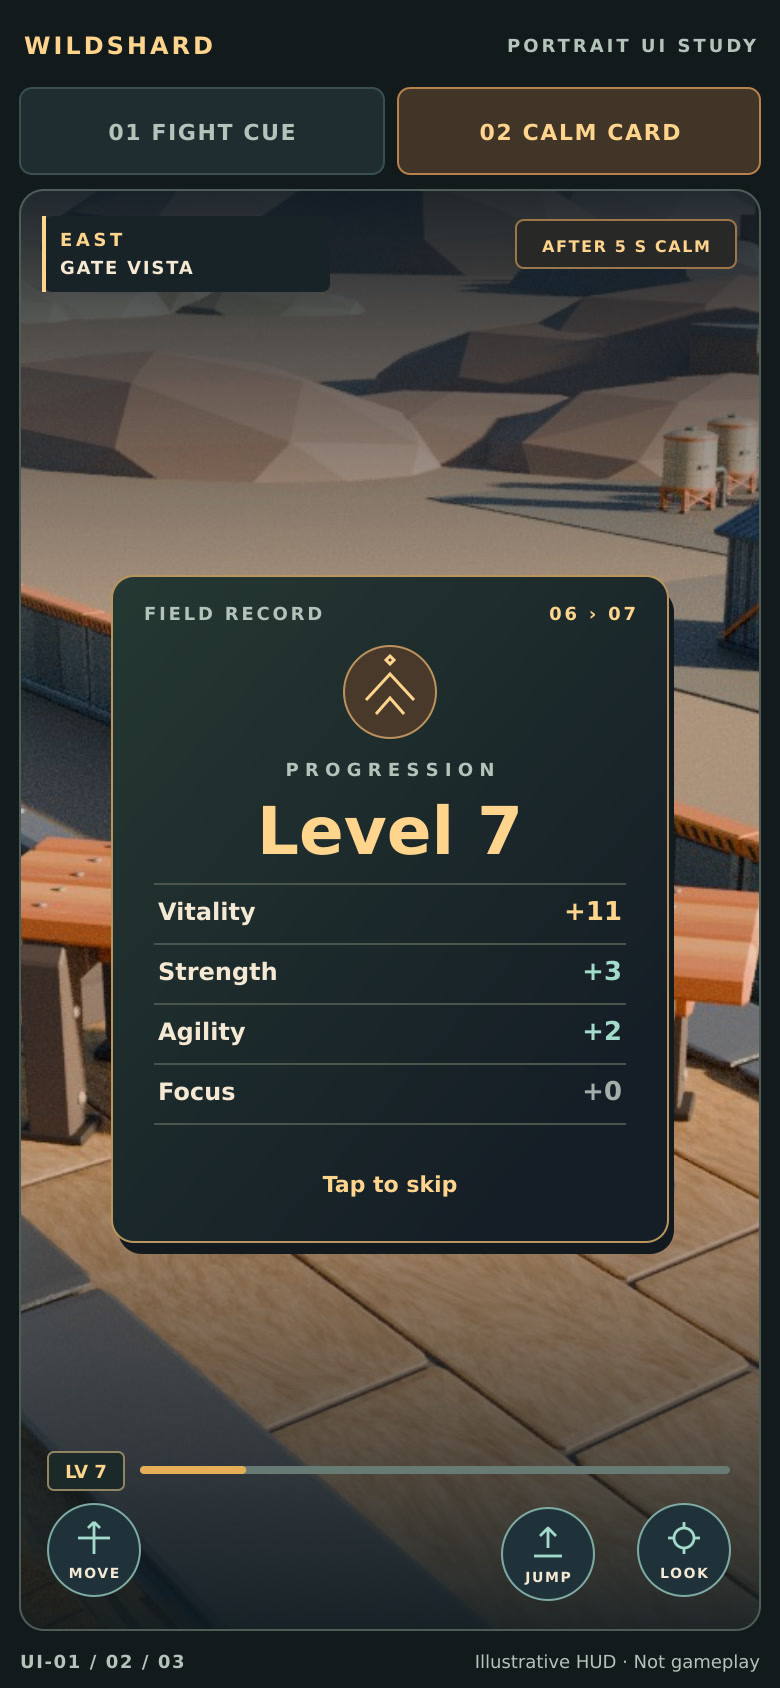 WILDSHARD
PORTRAIT UI STUDY
01 FIGHT CUE
02 CALM CARD
EAST
GATE VISTA
AFTER 5 S CALM
FIELD RECORD
06 › 07
PROGRESSION
Level 7
Vitality +11
Strength +3
Agility +2
Focus +0
Tap to skip
LV 7
MOVE
JUMP
LOOK
UI-01 / 02 / 03
Illustrative HUD · Not gameplay